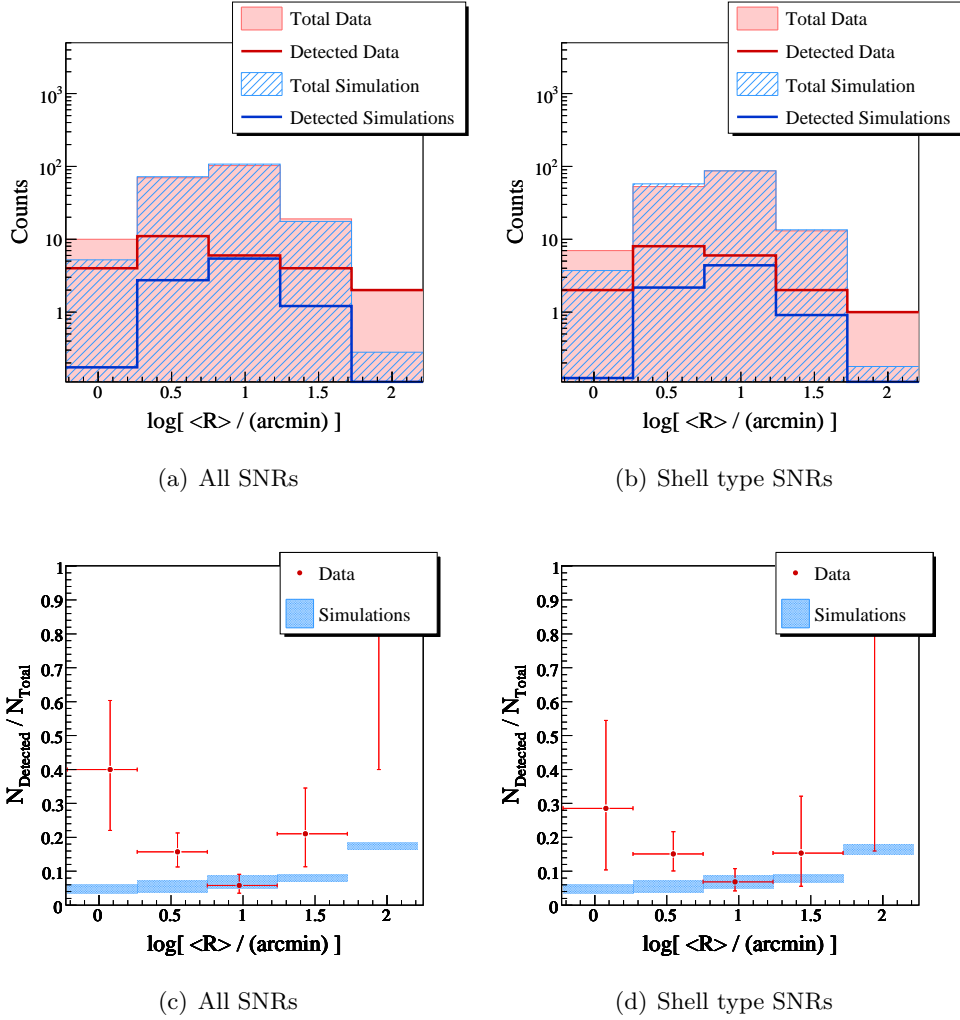 Total Data
Detected Data
Total Simulation
Detected Simulations
Counts
10³
10²
10
1
0 0.5 1 1.5 2
log[ <R> / (arcmin) ]
(a) All SNRs
Total Data
Detected Data
Total Simulation
Detected Simulations
Counts
10³
10²
10
1
0 0.5 1 1.5 2
log[ <R> / (arcmin) ]
(b) Shell type SNRs
Data
Simulations
N_Detected / N_Total
1
0.9
0.8
0.7
0.6
0.5
0.4
0.3
0.2
0.1
0
0 0.5 1 1.5 2
log[ <R> / (arcmin) ]
(c) All SNRs
Data
Simulations
N_Detected / N_Total
1
0.9
0.8
0.7
0.6
0.5
0.4
0.3
0.2
0.1
0
0 0.5 1 1.5 2
log[ <R> / (arcmin) ]
(d) Shell type SNRs